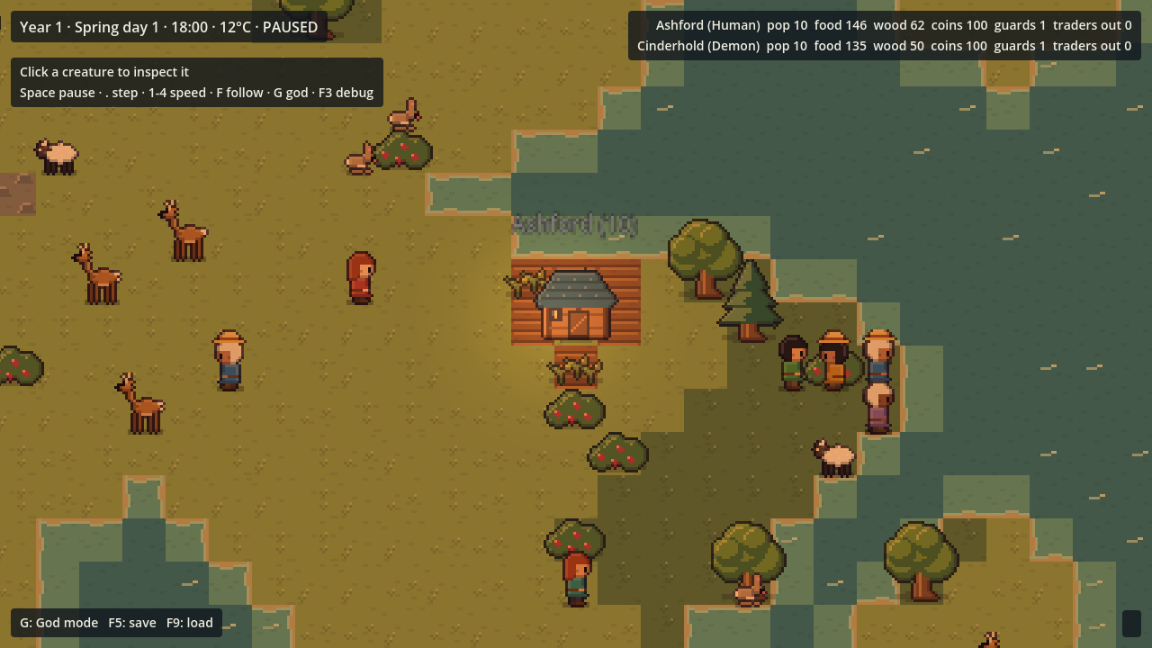 Year 1 · Spring day 1 · 18:00 · 12°C · PAUSED
Ashford (Human) pop 10 food 146 wood 62 coins 100 guards 1 traders out 0
Cinderhold (Demon) pop 10 food 135 wood 50 coins 100 guards 1 traders out 0
Click a creature to inspect it
Space pause · . step · 1-4 speed · F follow · G god · F3 debug
Ashford (10)
G: God mode F5: save F9: load